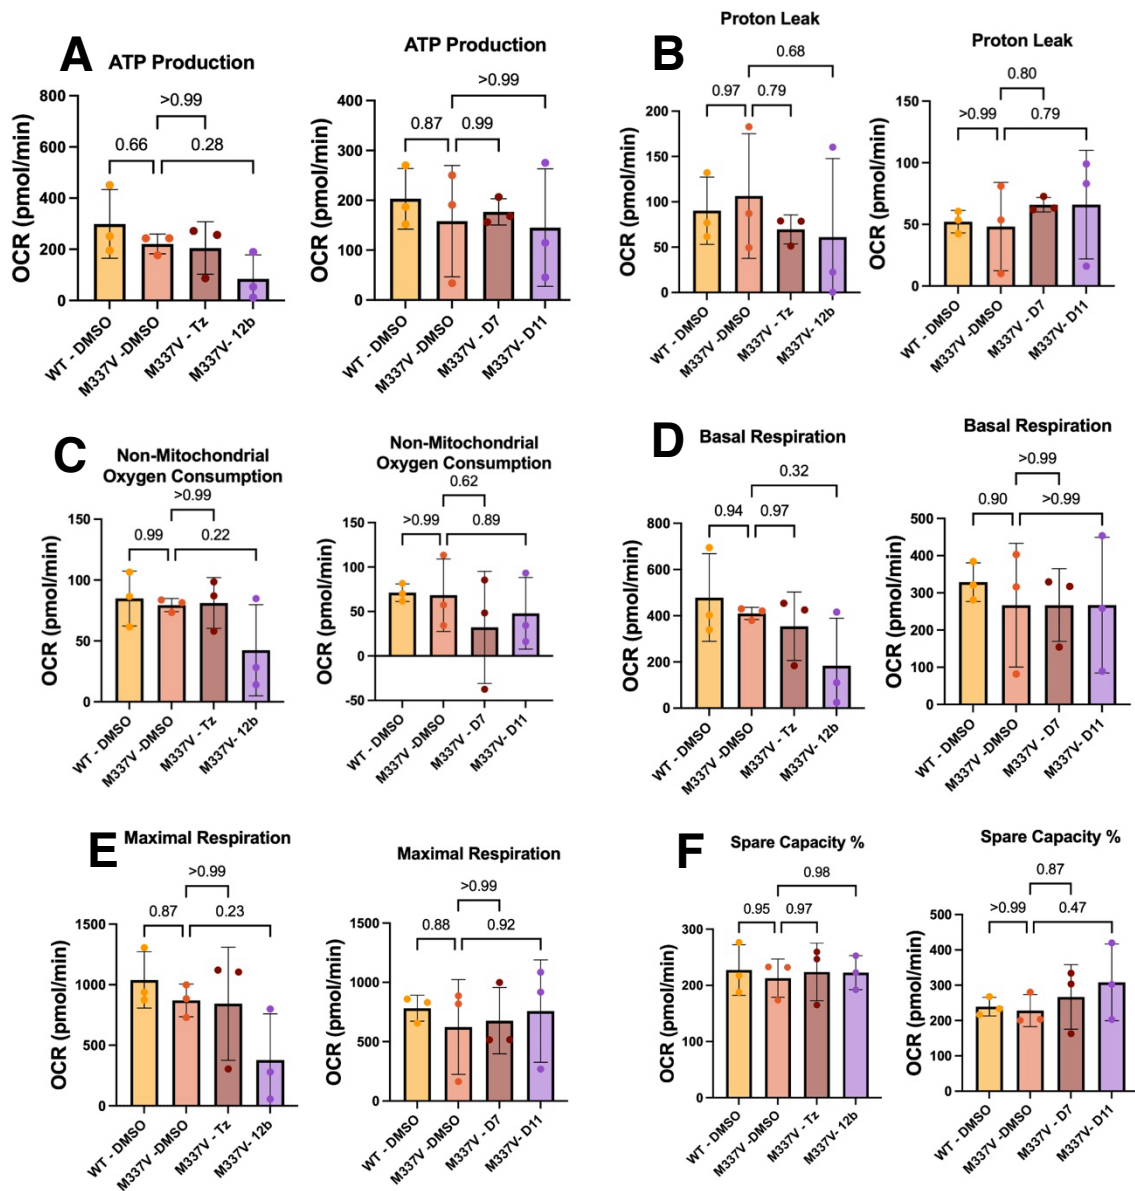 A
ATP Production
>0.99
0.66
0.28
OCR (pmol/min)
800
600
400
200
0
WT - DMSO
M337V -DMSO
M337V - Tz
M337V- 12b
ATP Production
>0.99
0.87
0.99
OCR (pmol/min)
400
300
200
100
0
WT - DMSO
M337V -DMSO
M337V - D7
M337V- D11
B
Proton Leak
0.68
0.97
0.79
OCR (pmol/min)
200
150
100
50
0
WT - DMSO
M337V -DMSO
M337V - Tz
M337V- 12b
Proton Leak
0.80
>0.99
0.79
OCR (pmol/min)
150
100
50
0
WT - DMSO
M337V -DMSO
M337V - D7
M337V- D11
C
Non-Mitochondrial
Oxygen Consumption
>0.99
0.99
0.22
OCR (pmol/min)
150
100
50
0
WT - DMSO
M337V -DMSO
M337V - Tz
M337V- 12b
Non-Mitochondrial
Oxygen Consumption
0.62
>0.99
0.89
OCR (pmol/min)
150
100
50
0
-50
WT - DMSO
M337V -DMSO
M337V - D7
M337V- D11
D
Basal Respiration
0.32
0.94
0.97
OCR (pmol/min)
800
600
400
200
0
WT - DMSO
M337V -DMSO
M337V - Tz
M337V- 12b
Basal Respiration
>0.99
0.90
>0.99
OCR (pmol/min)
500
400
300
200
100
0
WT - DMSO
M337V -DMSO
M337V - D7
M337V- D11
E
Maximal Respiration
>0.99
0.87
0.23
OCR (pmol/min)
1500
1000
500
0
WT - DMSO
M337V -DMSO
M337V - Tz
M337V- 12b
Maximal Respiration
>0.99
0.88
0.92
OCR (pmol/min)
1500
1000
500
0
WT - DMSO
M337V -DMSO
M337V - D7
M337V- D11
F
Spare Capacity %
0.98
0.95
0.97
OCR (pmol/min)
300
200
100
0
WT - DMSO
M337V -DMSO
M337V - Tz
M337V- 12b
Spare Capacity %
0.87
>0.99
0.47
OCR (pmol/min)
500
400
300
200
100
0
WT - DMSO
M337V -DMSO
M337V - D7
M337V- D11